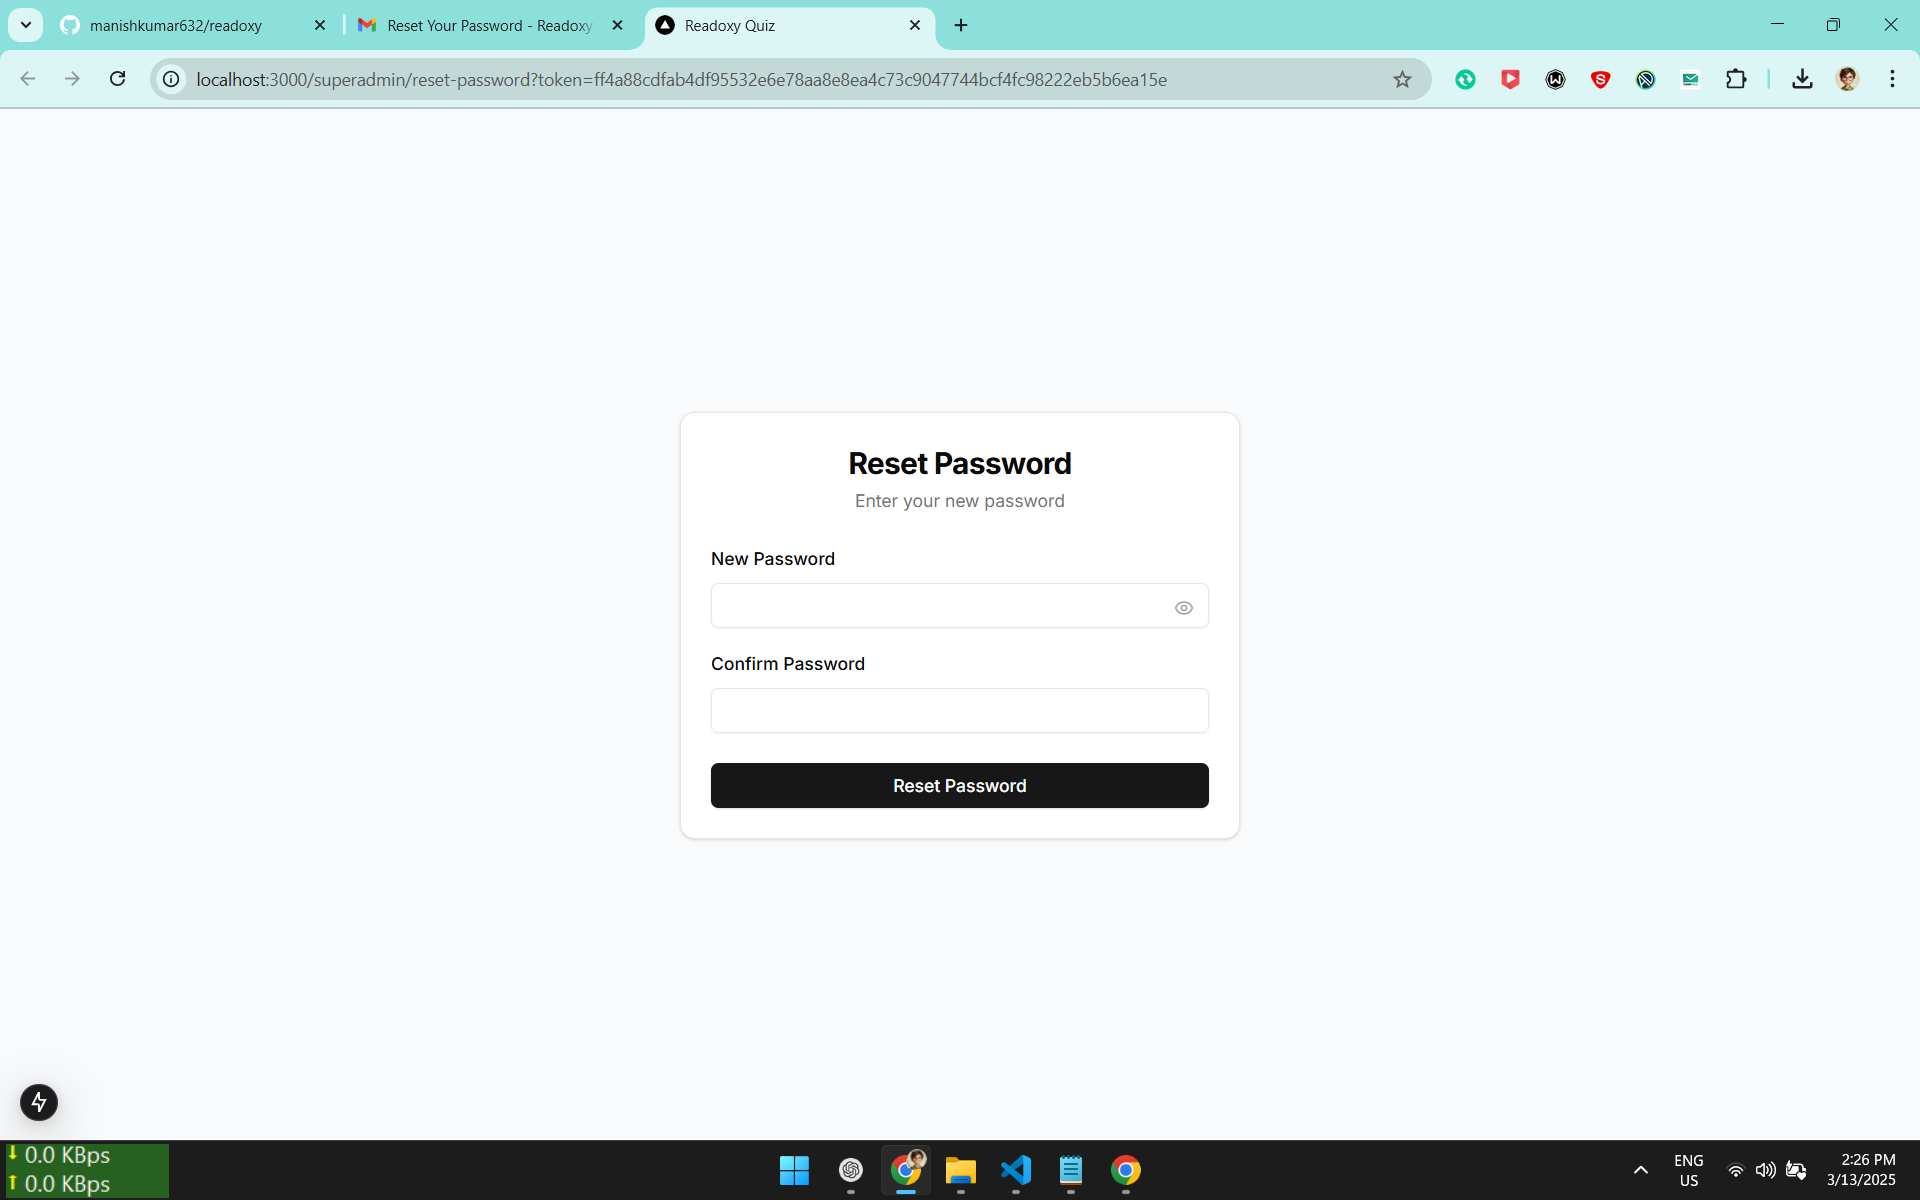 manishkumar632/readoxy
Reset Your Password - Readoxy
Readoxy Quiz
localhost:3000/superadmin/reset-password?token=ff4a88cdfab4df95532e6e78aa8e8ea4c73c9047744bcf4fc98222eb5b6ea15e
Reset Password
Enter your new password
New Password
Confirm Password
Reset Password
0.0 KBps
0.0 KBps
ENG
US
2:26 PM
3/13/2025